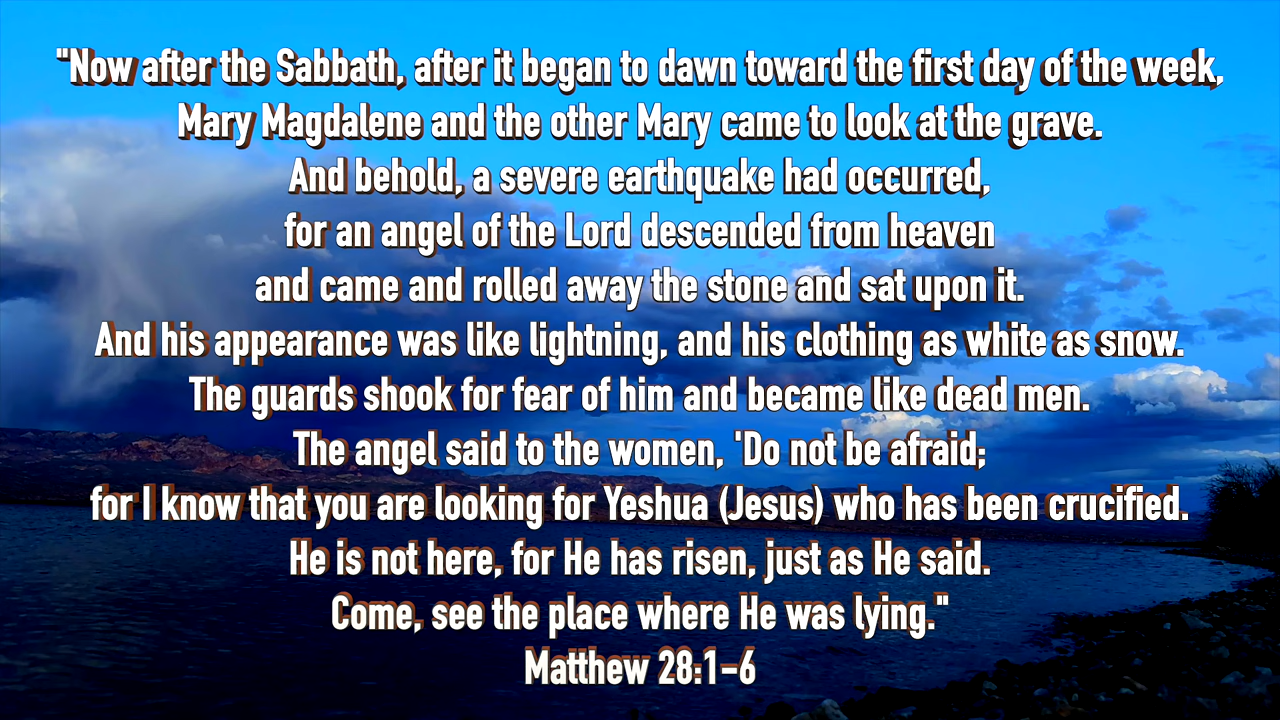 "Now after the Sabbath, after it began to dawn toward the first day of the week,
Mary Magdalene and the other Mary came to look at the grave.
And behold, a severe earthquake had occurred,
for an angel of the Lord descended from heaven
and came and rolled away the stone and sat upon it.
And his appearance was like lightning, and his clothing as white as snow.
The guards shook for fear of him and became like dead men.
The angel said to the women, 'Do not be afraid;
for I know that you are looking for Yeshua (Jesus) who has been crucified.
He is not here, for He has risen, just as He said.
Come, see the place where He was lying."
Matthew 28:1-6